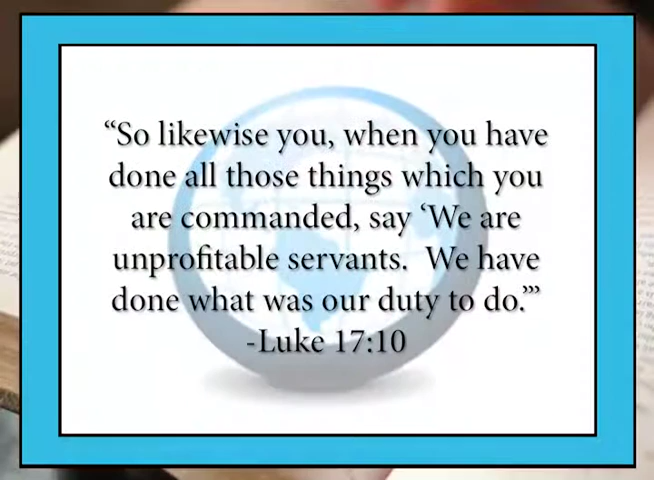 “So likewise you, when you have
done all those things which you
are commanded, say ‘We are
unprofitable servants.  We have
done what was our duty to do.’”
-Luke 17:10